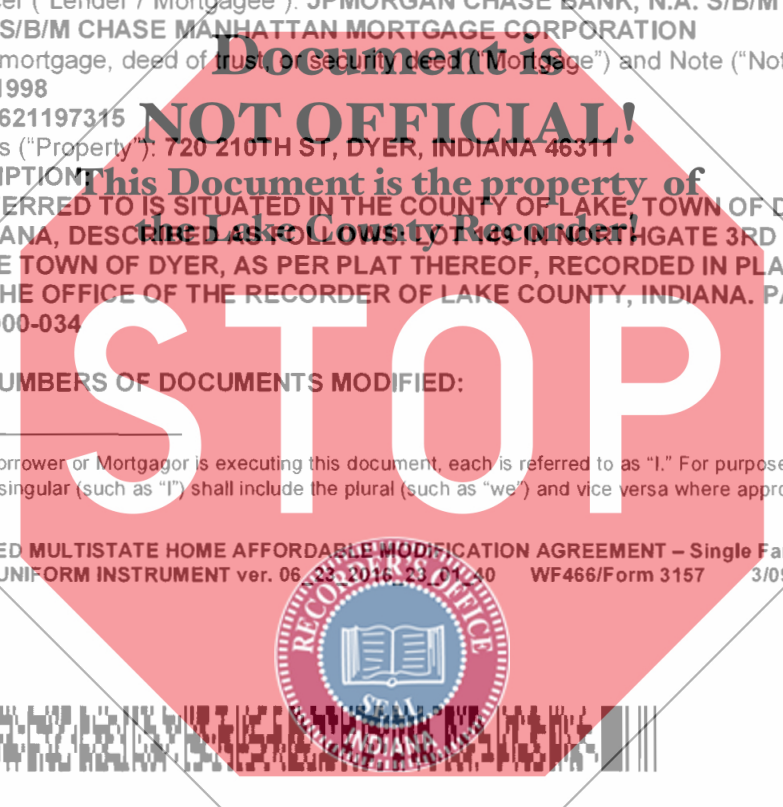 cer ("Lender / Mortgagee"): JPMORGAN CHASE BANK, N.A. S/B/M
S/B/M CHASE MANHATTAN MORTGAGE CORPORATION
Document is
mortgage, deed of trust, or security deed ("Mortgage") and Note ("Not
1998
NOT OFFICIAL!
621197315
s ("Property"): 720 210TH ST, DYER, INDIANA 46311
This Document is the property of
IPTION
ERRED TO IS SITUATED IN THE COUNTY OF LAKE, TOWN OF D
the Lake County Recorder!
ANA, DESCRIBED AS FOLLOWS: LOT 149 IN NORTHGATE 3RD
E TOWN OF DYER, AS PER PLAT THEREOF, RECORDED IN PLA
HE OFFICE OF THE RECORDER OF LAKE COUNTY, INDIANA. PA
000-034
STOP
UMBERS OF DOCUMENTS MODIFIED:
orrower or Mortgagor is executing this document, each is referred to as "I." For purpose
singular (such as "I") shall include the plural (such as "we") and vice versa where appro
ED MULTISTATE HOME AFFORDABLE MODIFICATION AGREEMENT – Single Fa
UNIFORM INSTRUMENT ver. 06_23_2016_23_01_40 WF466/Form 3157 3/09
RECORDER'S OFFICE
SEAL
INDIANA